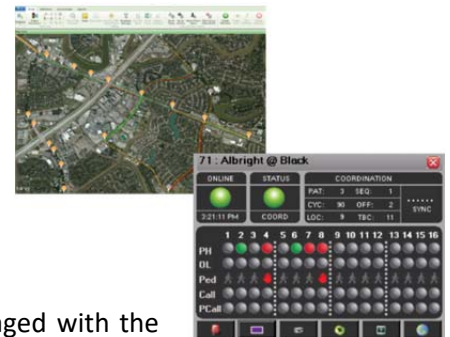 71 : Albright @ Black
ONLINE STATUS COORDINATION
PAT: 3 SEQ: 1
CYC: 90 OFF: 2
3:21:11 PM COORD LOC: 9 TBC: 11 SYNC
1 2 3 4 5 6 7 8 9 10 11 12 13 14 15 16
PH
OL
Ped
Call
PCall
nged with the